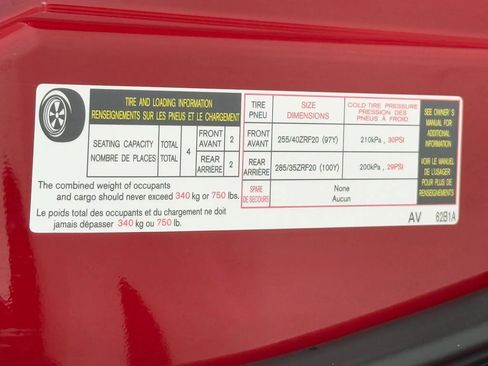 TIRE AND LOADING INFORMATION
RENSEIGNEMENTS SUR LES PNEUS ET LE CHARGEMENT
SEATING CAPACITY TOTAL
NOMBRE DE PLACES TOTAL
4
FRONT
AVANT
2
REAR
ARRIÈRE
2
The combined weight of occupants
and cargo should never exceed 340 kg or 750 lbs.
Le poids total des occupants et du chargement ne doit
jamais dépasser 340 kg ou 750 lb.
TIRE
PNEU
SIZE
DIMENSIONS
COLD TIRE PRESSURE
PRESSION DES
PNEUS À FROID
FRONT
AVANT
255/40ZRF20 (97Y)
210kPa , 30PSI
REAR
ARRIÈRE
285/35ZRF20 (100Y)
200kPa , 29PSI
SPARE
DE SECOURS
None
Aucun
SEE OWNER'S
MANUAL FOR
ADDITIONAL
INFORMATION
VOIR LE MANUEL
DE L'USAGER
POUR PLUS DE
RENSEIGNEMENTS
AV 62B1A